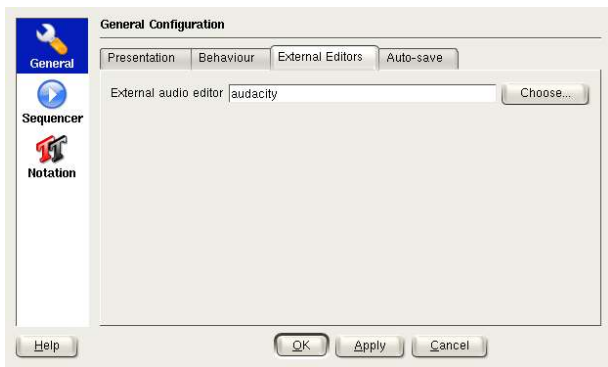 General Configuration
General
Sequencer
Notation
Presentation Behaviour External Editors Auto-save
External audio editor audacity Choose...
Help OK Apply Cancel